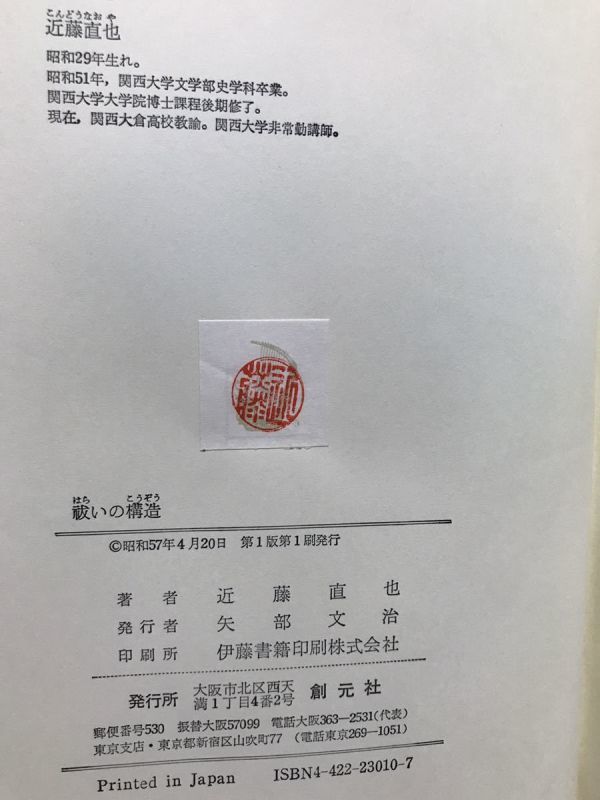 こんどうなおや
近藤直也
昭和29年生れ。
昭和51年，関西大学文学部史学科卒業。
関西大学大学院博士課程後期修了。
現在，関西大倉高校教諭。関西大学非常勤講師。
近藤
はら こうぞう
祓いの構造
©昭和57年4月20日 第1版第1刷発行
著者 近藤直也
発行者 矢部文治
印刷所 伊藤書籍印刷株式会社
発行所 大阪市北区西天満1丁目4番2号 創元社
郵便番号530 振替大阪57099 電話大阪363―2531(代表)
東京支店・東京都新宿区山吹町77 (電話東京269―1051)
Printed in Japan ISBN4-422-23010-7